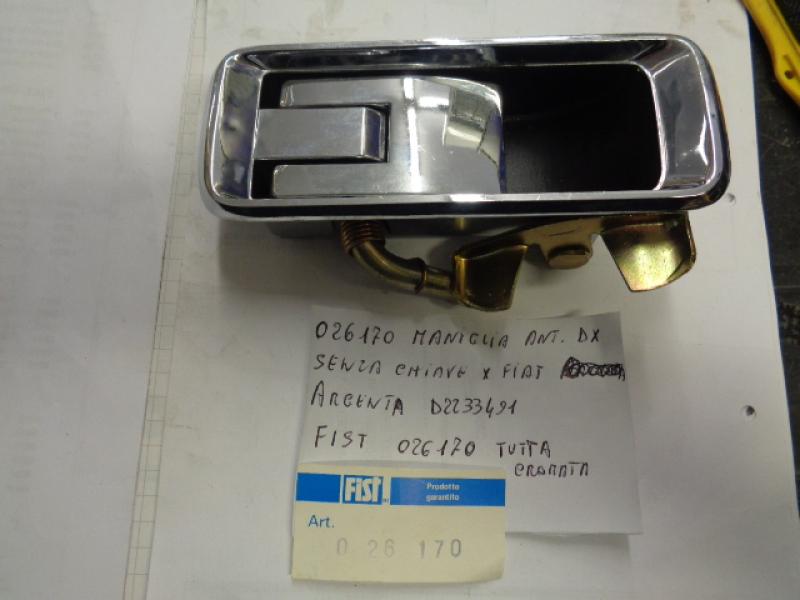 026170 MANIGLIA ANT. DX
SENZA CHIAVE X FIAT
ARGENTA D2233491
FIST 026170 TUTTA
CROMATA
FIST
Prodotto
garantito
Art.
0 26 170